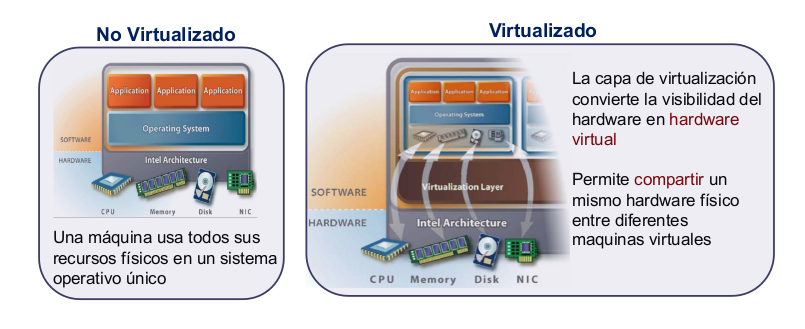 No Virtualizado
Application Application Application
Operating System
SOFTWARE
HARDWARE
Intel Architecture
CPU Memory Disk NIC
Una máquina usa todos sus
recursos físicos en un sistema
operativo único
Virtualizado
Application Application Application
Operating System
SOFTWARE
Virtualization Layer
HARDWARE
Intel Architecture
CPU Memory Disk NIC
La capa de virtualización
convierte la visibilidad del
hardware en hardware
virtual
Permite compartir un
mismo hardware físico
entre diferentes
maquinas virtuales